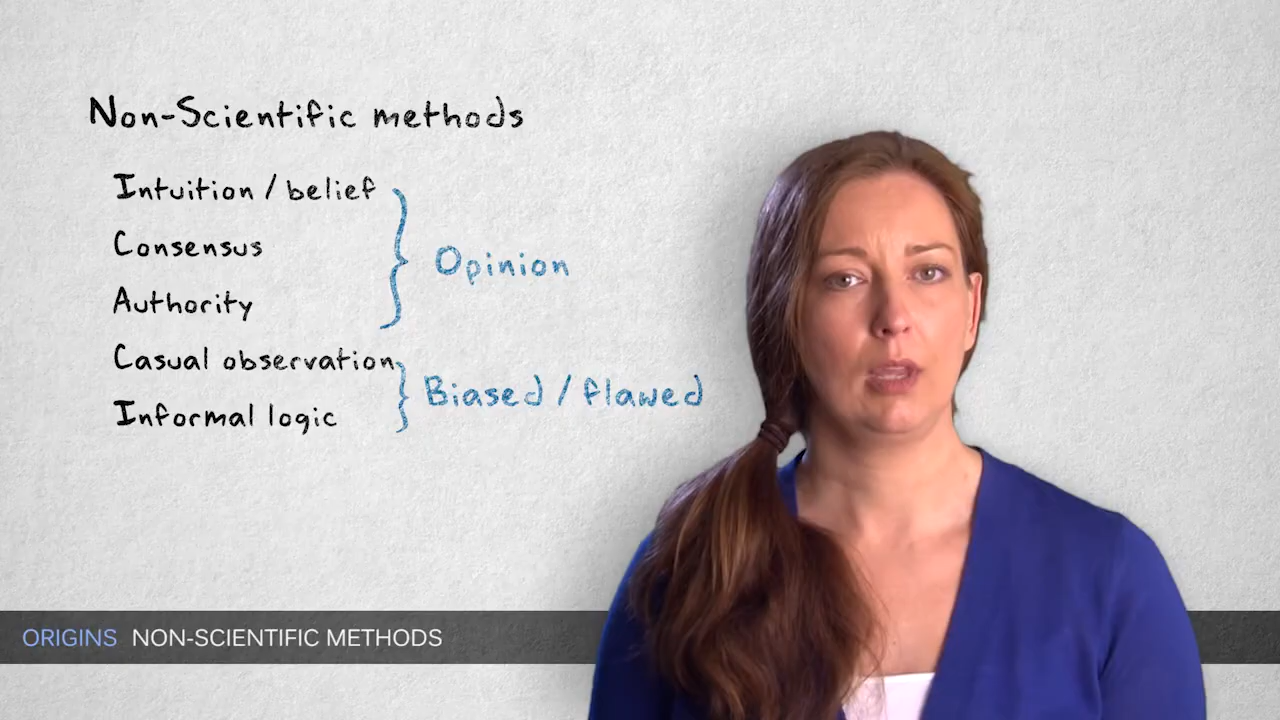 Non-Scientific methods
Intuition / belief
Consensus
Authority
Opinion
Casual observation
Informal logic
Biased / flawed
ORIGINS NON-SCIENTIFIC METHODS